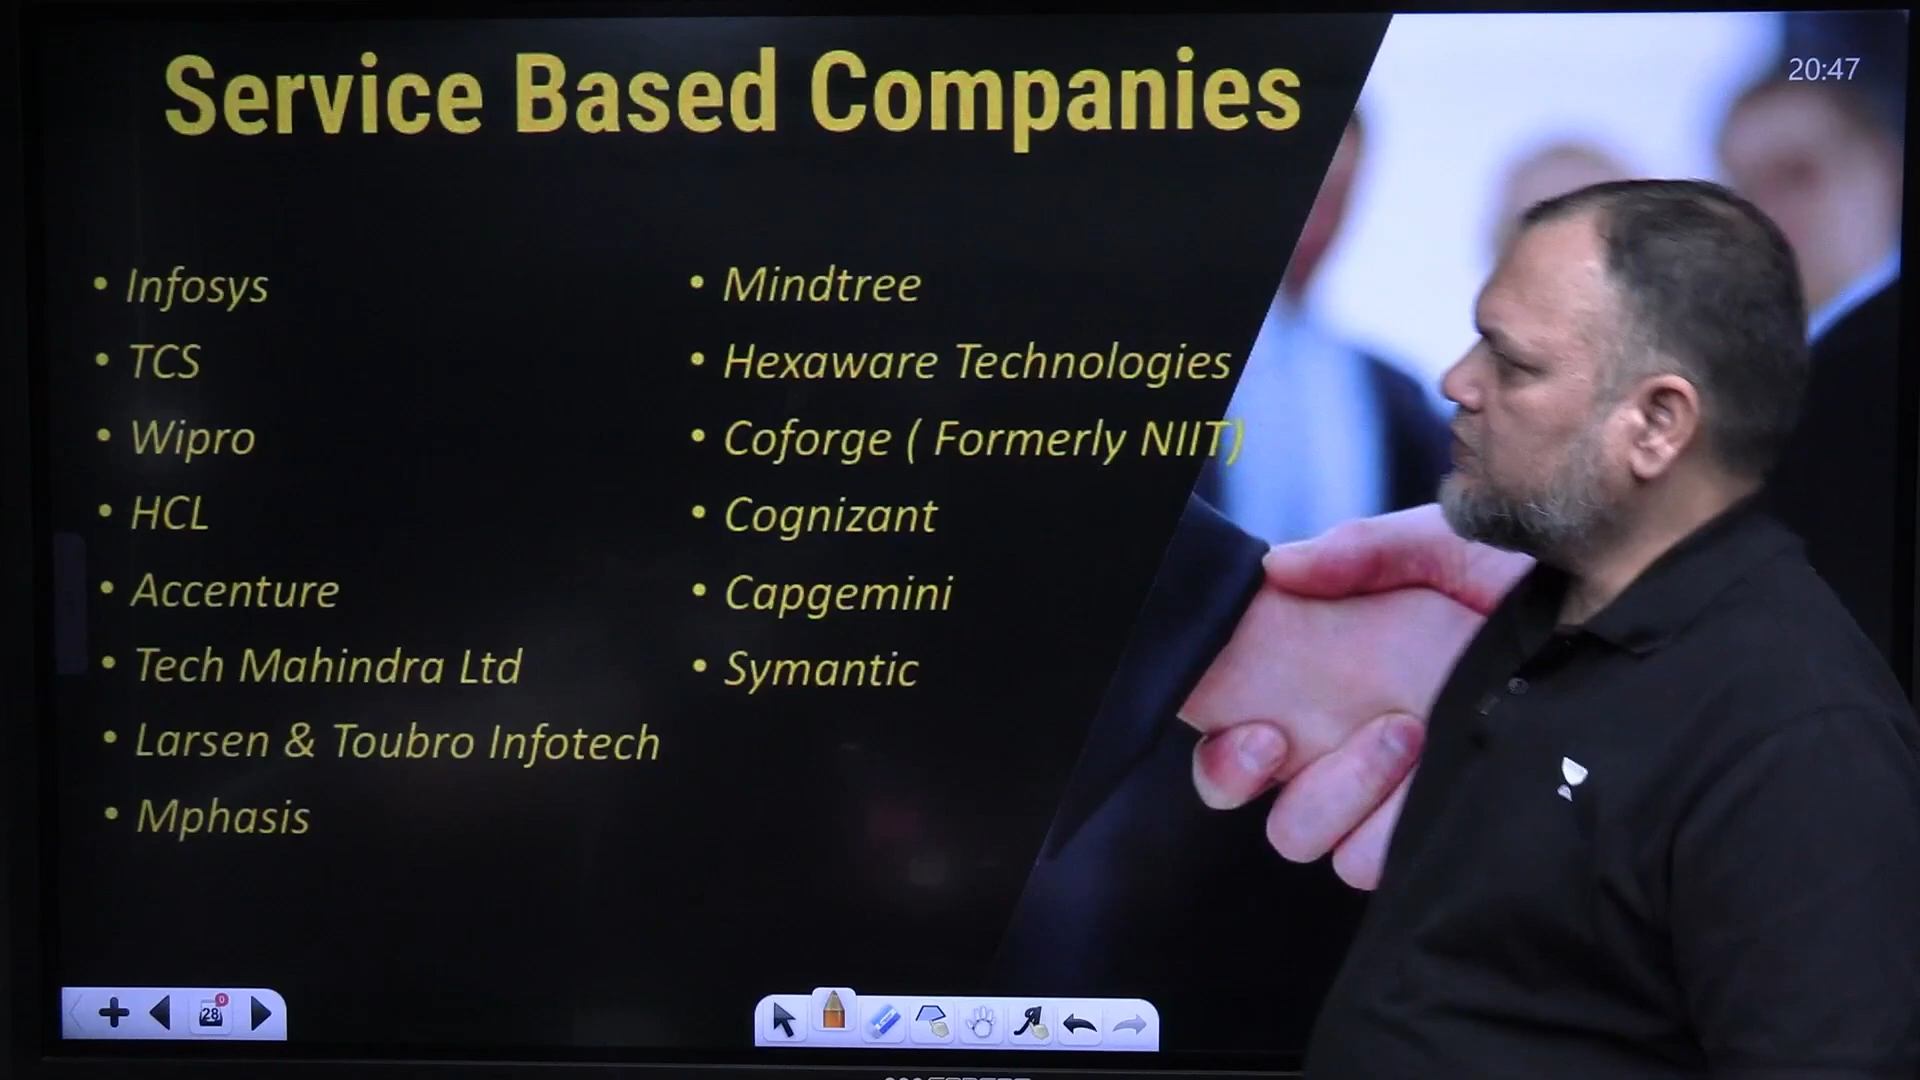 Service Based Companies
20:47
• Infosys
• TCS
• Wipro
• HCL
• Accenture
• Tech Mahindra Ltd
• Larsen & Toubro Infotech
• Mphasis
• Mindtree
• Hexaware Technologies
• Coforge ( Formerly NIIT)
• Cognizant
• Capgemini
• Symantic
28
0